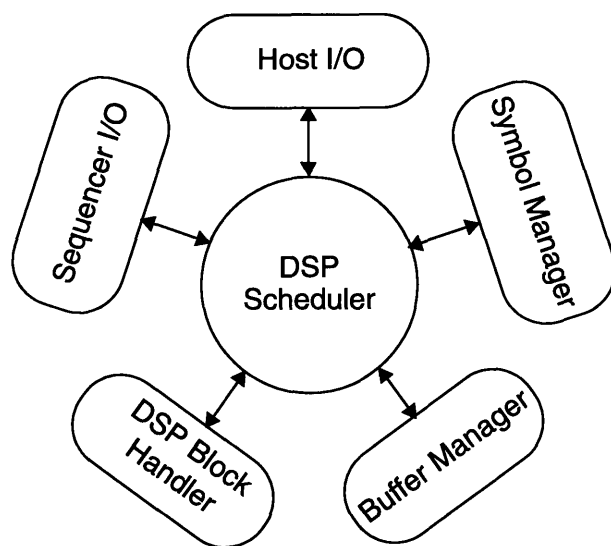 Host I/O
Sequencer I/O
Symbol Manager
DSP
Scheduler
DSP Block
Handler
Buffer Manager